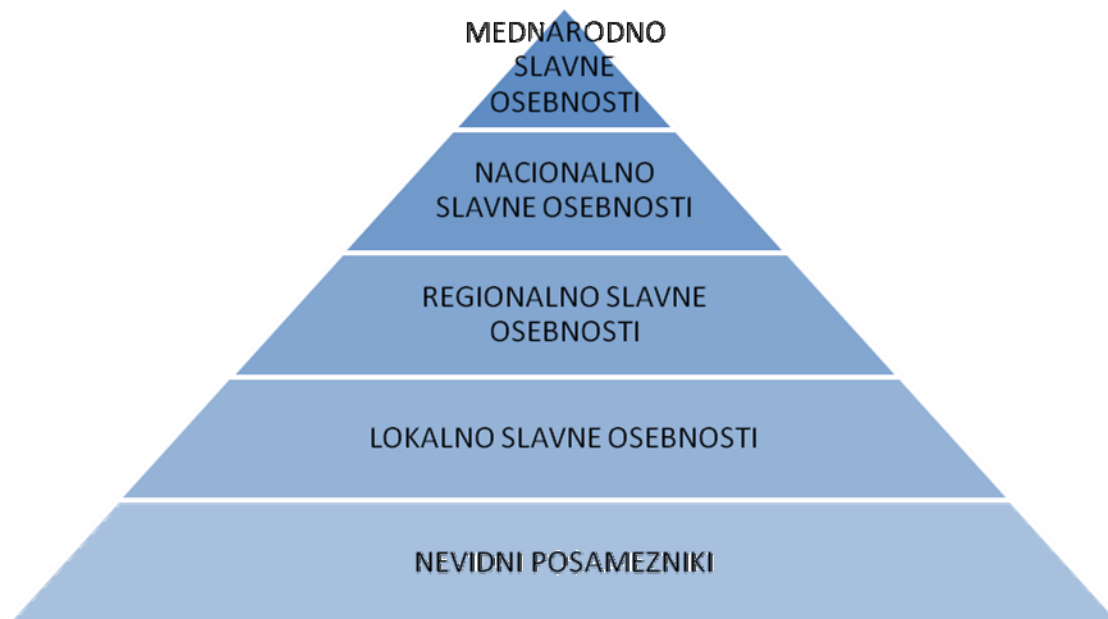 MEDNARODNO
SLAVNE
OSEBNOSTI
NACIONALNO
SLAVNE OSEBNOSTI
REGIONALNO SLAVNE
OSEBNOSTI
LOKALNO SLAVNE OSEBNOSTI
NEVIDNI POSAMEZNIKI